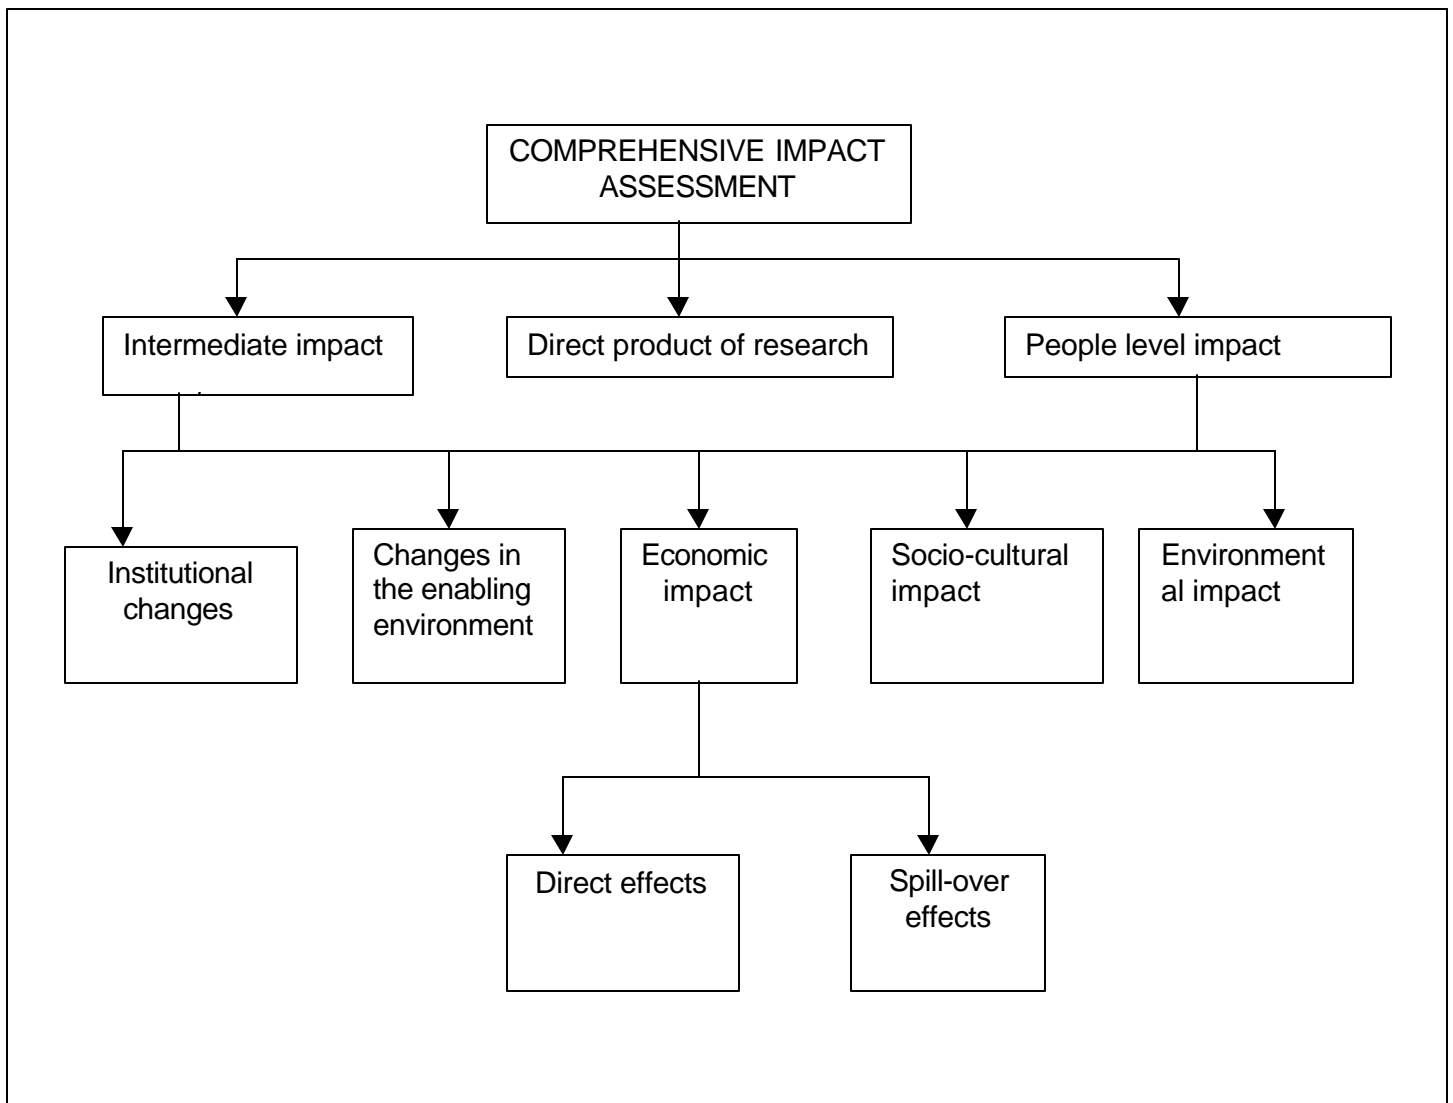 COMPREHENSIVE IMPACT
ASSESSMENT
Intermediate impact
Direct product of research
People level impact
Institutional
changes
Changes in
the enabling
environment
Economic
impact
Socio-cultural
impact
Environment
al impact
Direct effects
Spill-over
effects